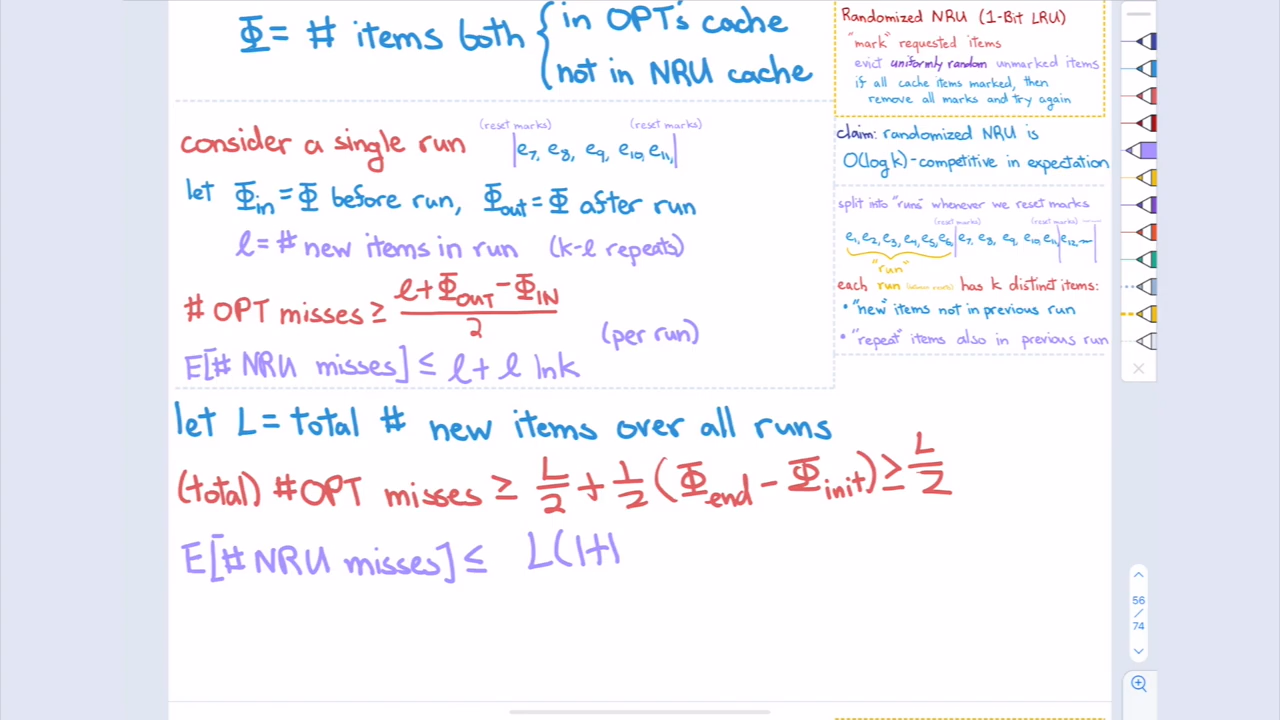 Φ = # items both { in OPT's cache
not in NRU cache
consider a single run
(reset marks) (reset marks)
| e7, e8, e9, e10, e11, |
let Φin = Φ before run, Φout = Φ after run
l = # new items in run (k-l repeats)
# OPT misses ≥ (l + ΦOUT - ΦIN) / 2
(per run)
E[# NRU misses] ≤ l + l ln k
let L = total # new items over all runs
(total) # OPT misses ≥ L/2 + 1/2 (Φend - Φinit) ≥ L/2
E[# NRU misses] ≤ L(1+l
Randomized NRU (1-Bit LRU)
"mark" requested items
evict uniformly random unmarked items
if all cache items marked, then
remove all marks and try again
claim: randomized NRU is
O(log k)-competitive in expectation
split into "runs" whenever we reset marks
(reset marks) (reset marks)
e1, e2, e3, e4, e5, e6 | e7, e8, e9, e10, e11 | e12 ...
"run"
each run has k distinct items:
• "new" items not in previous run
• "repeat" items also in previous run
56
/
74